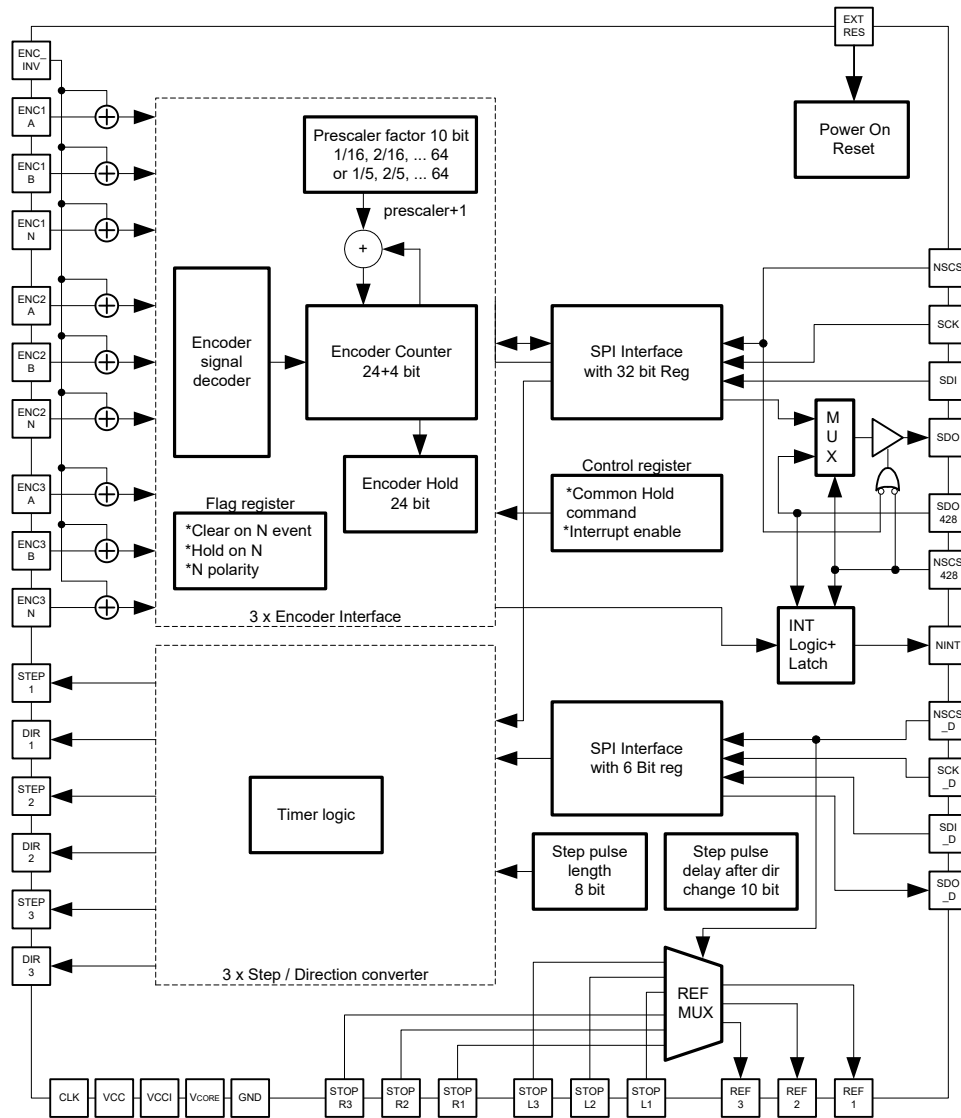 EXT
RES
ENC_
INV
ENC1
A
ENC1
B
ENC1
N
ENC2
A
ENC2
B
ENC2
N
ENC3
A
ENC3
B
ENC3
N
STEP
1
DIR
1
STEP
2
DIR
2
STEP
3
DIR
3
Prescaler factor 10 bit
1/16, 2/16, ... 64
or 1/5, 2/5, ... 64
prescaler+1
+
Encoder
signal
decoder
Encoder Counter
24+4 bit
Encoder Hold
24 bit
Flag register
*Clear on N event
*Hold on N
*N polarity
3 x Encoder Interface
Timer logic
3 x Step / Direction converter
Power On
Reset
SPI Interface
with 32 bit Reg
Control register
*Common Hold
command
*Interrupt enable
M
U
X
INT
Logic+
Latch
SPI Interface
with 6 Bit reg
Step pulse
length
8 bit
Step pulse
delay after dir
change 10 bit
REF
MUX
NSCS
SCK
SDI
SDO
SDO
428
NSCS
428
NINT
NSCS
_D
SCK
_D
SDI
_D
SDO
_D
CLK
VCC
VCCI
VCORE
GND
STOP
R3
STOP
R2
STOP
R1
STOP
L3
STOP
L2
STOP
L1
REF
3
REF
2
REF
1